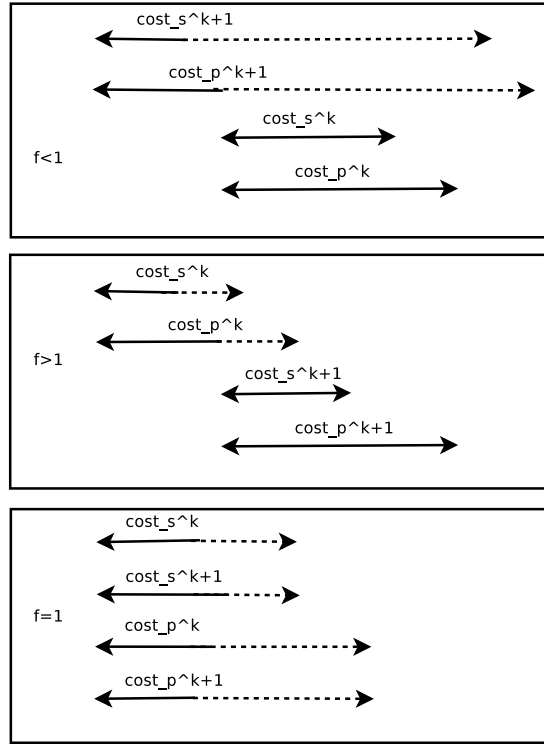 cost_s^k+1
cost_p^k+1
cost_s^k
f<1
cost_p^k
cost_s^k
cost_p^k
f>1
cost_s^k+1
cost_p^k+1
cost_s^k
cost_s^k+1
f=1
cost_p^k
cost_p^k+1